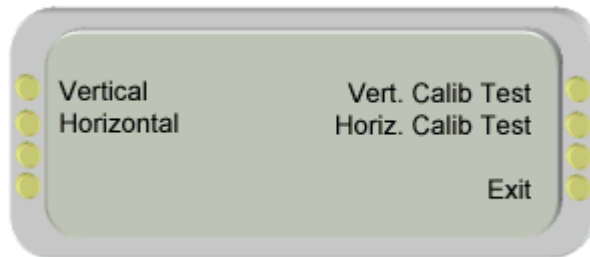 Vertical Vert. Calib Test
Horizontal Horiz. Calib Test
Exit